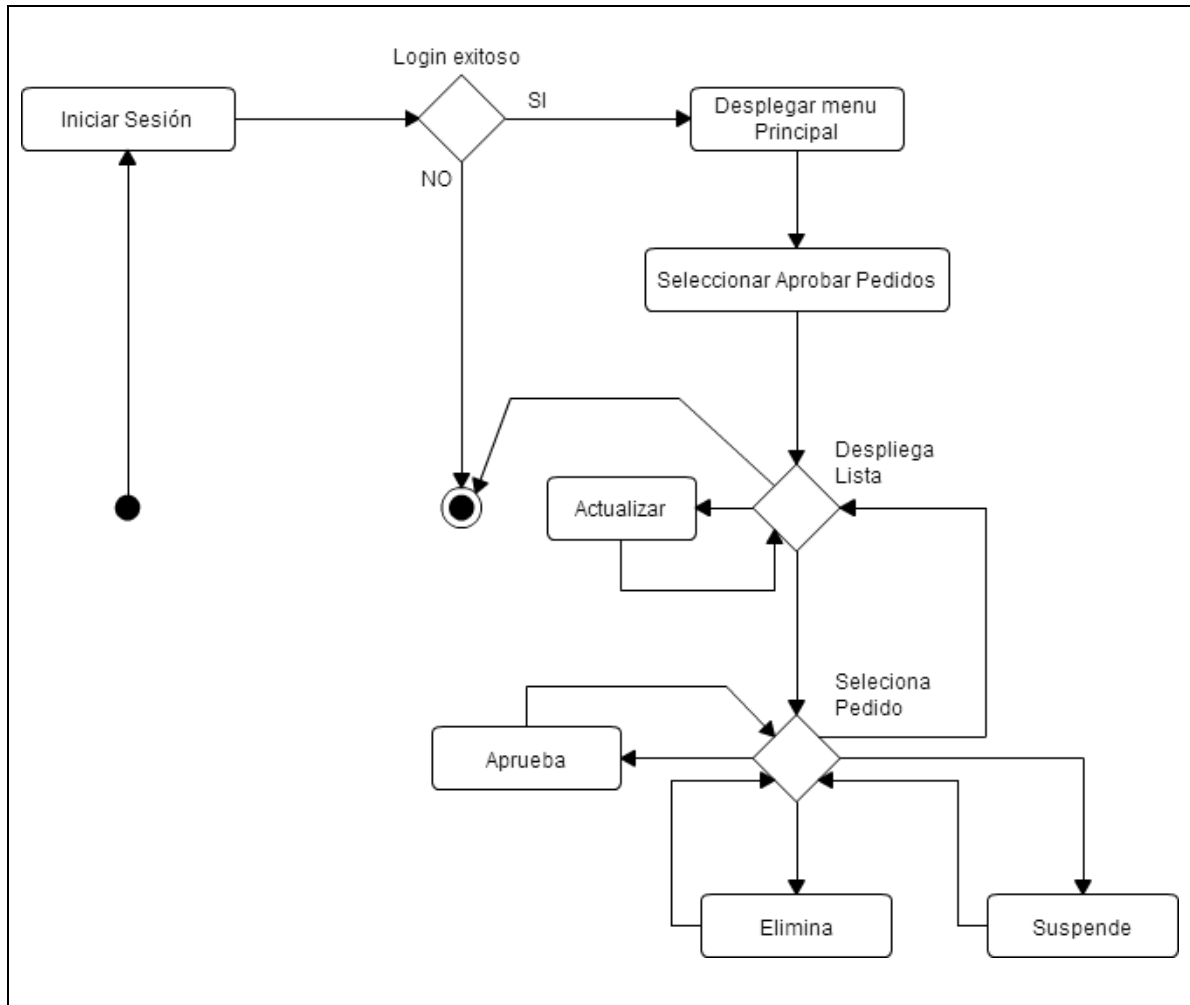 Login exitoso
Iniciar Sesión
SI
Desplegar menu
Principal
NO
Seleccionar Aprobar Pedidos
Despliega
Lista
Actualizar
Seleciona
Pedido
Aprueba
Elimina
Suspende